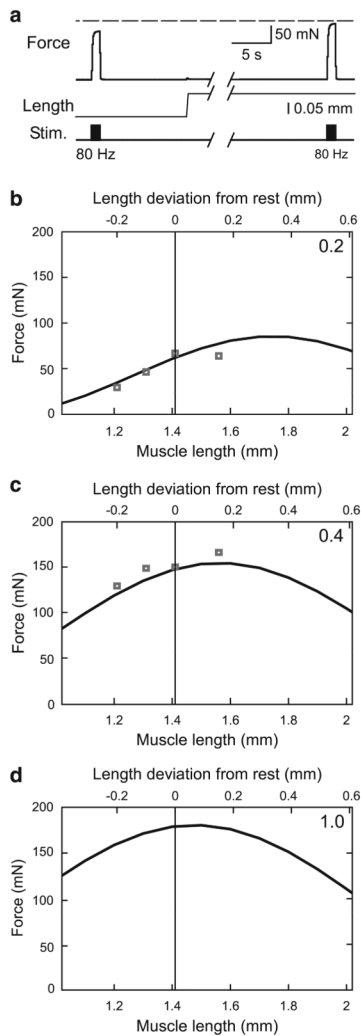 a
Force
50 mN
5 s
Length
0.05 mm
Stim.
80 Hz 80 Hz
b
Length deviation from rest (mm)
-0.2 0 0.2 0.4 0.6
200 0.2
150
100
50
0
Force (mN)
1.2 1.4 1.6 1.8 2
Muscle length (mm)
c
Length deviation from rest (mm)
-0.2 0 0.2 0.4 0.6
200 0.4
150
100
50
0
Force (mN)
1.2 1.4 1.6 1.8 2
Muscle length (mm)
d
Length deviation from rest (mm)
-0.2 0 0.2 0.4 0.6
200 1.0
150
100
50
0
Force (mN)
1.2 1.4 1.6 1.8 2
Muscle length (mm)